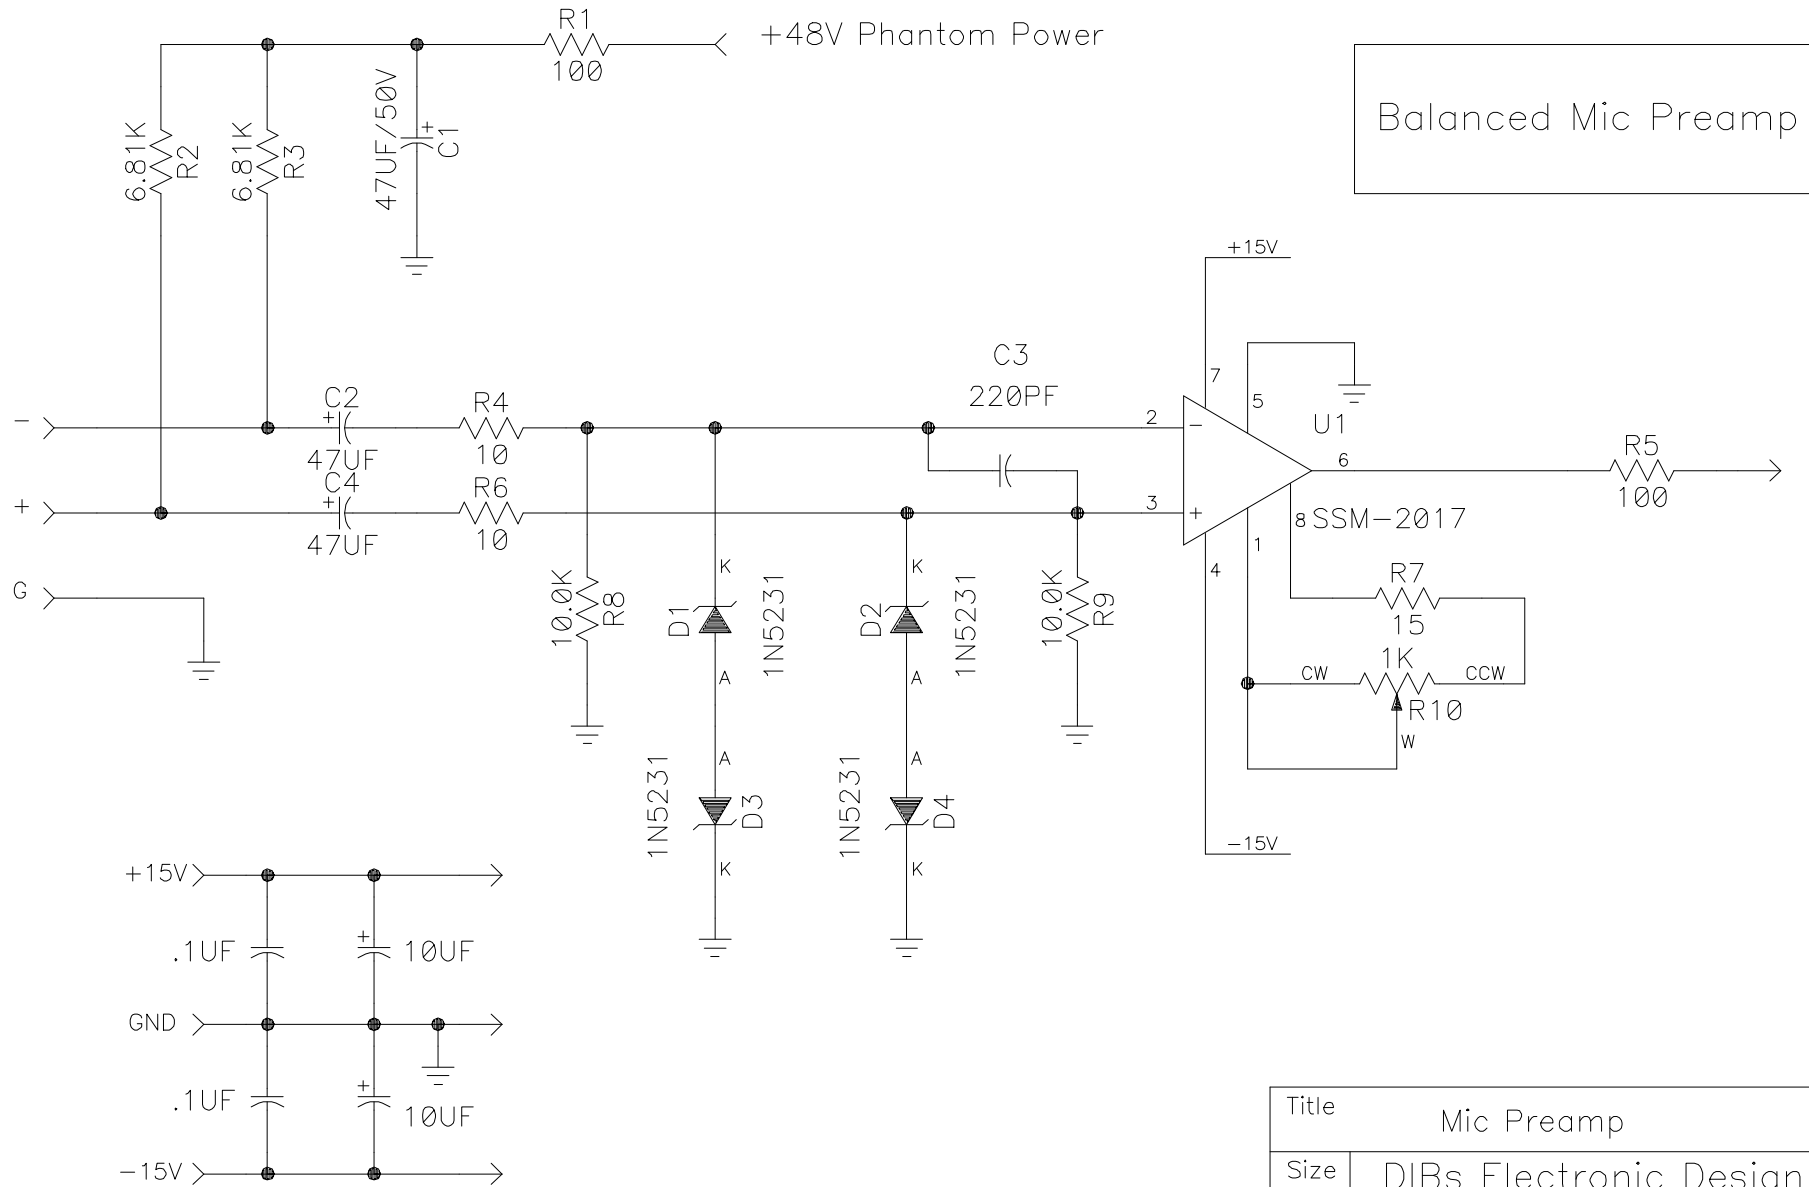 R1
100
+48V Phantom Power
Balanced Mic Preamp
6.81K
R2
6.81K
R3
47UF/50V
+
C1
+15V
7
5
U1
C3
220PF
-
C2
+
47UF
R4
10
2
-
6
R5
100
+
C4
+
47UF
R6
10
3
+
8
SSM-2017
1
4
G
10.0K
R8
K
D1
1N5231
A
K
D2
1N5231
A
10.0K
R9
R7
15
1K
CW
CCW
R10
W
A
1N5231
D3
K
A
1N5231
D4
K
-15V
+15V
.1UF
+
10UF
GND
.1UF
+
10UF
-15V
Title
Mic Preamp
Size
DIBs Electronic Design